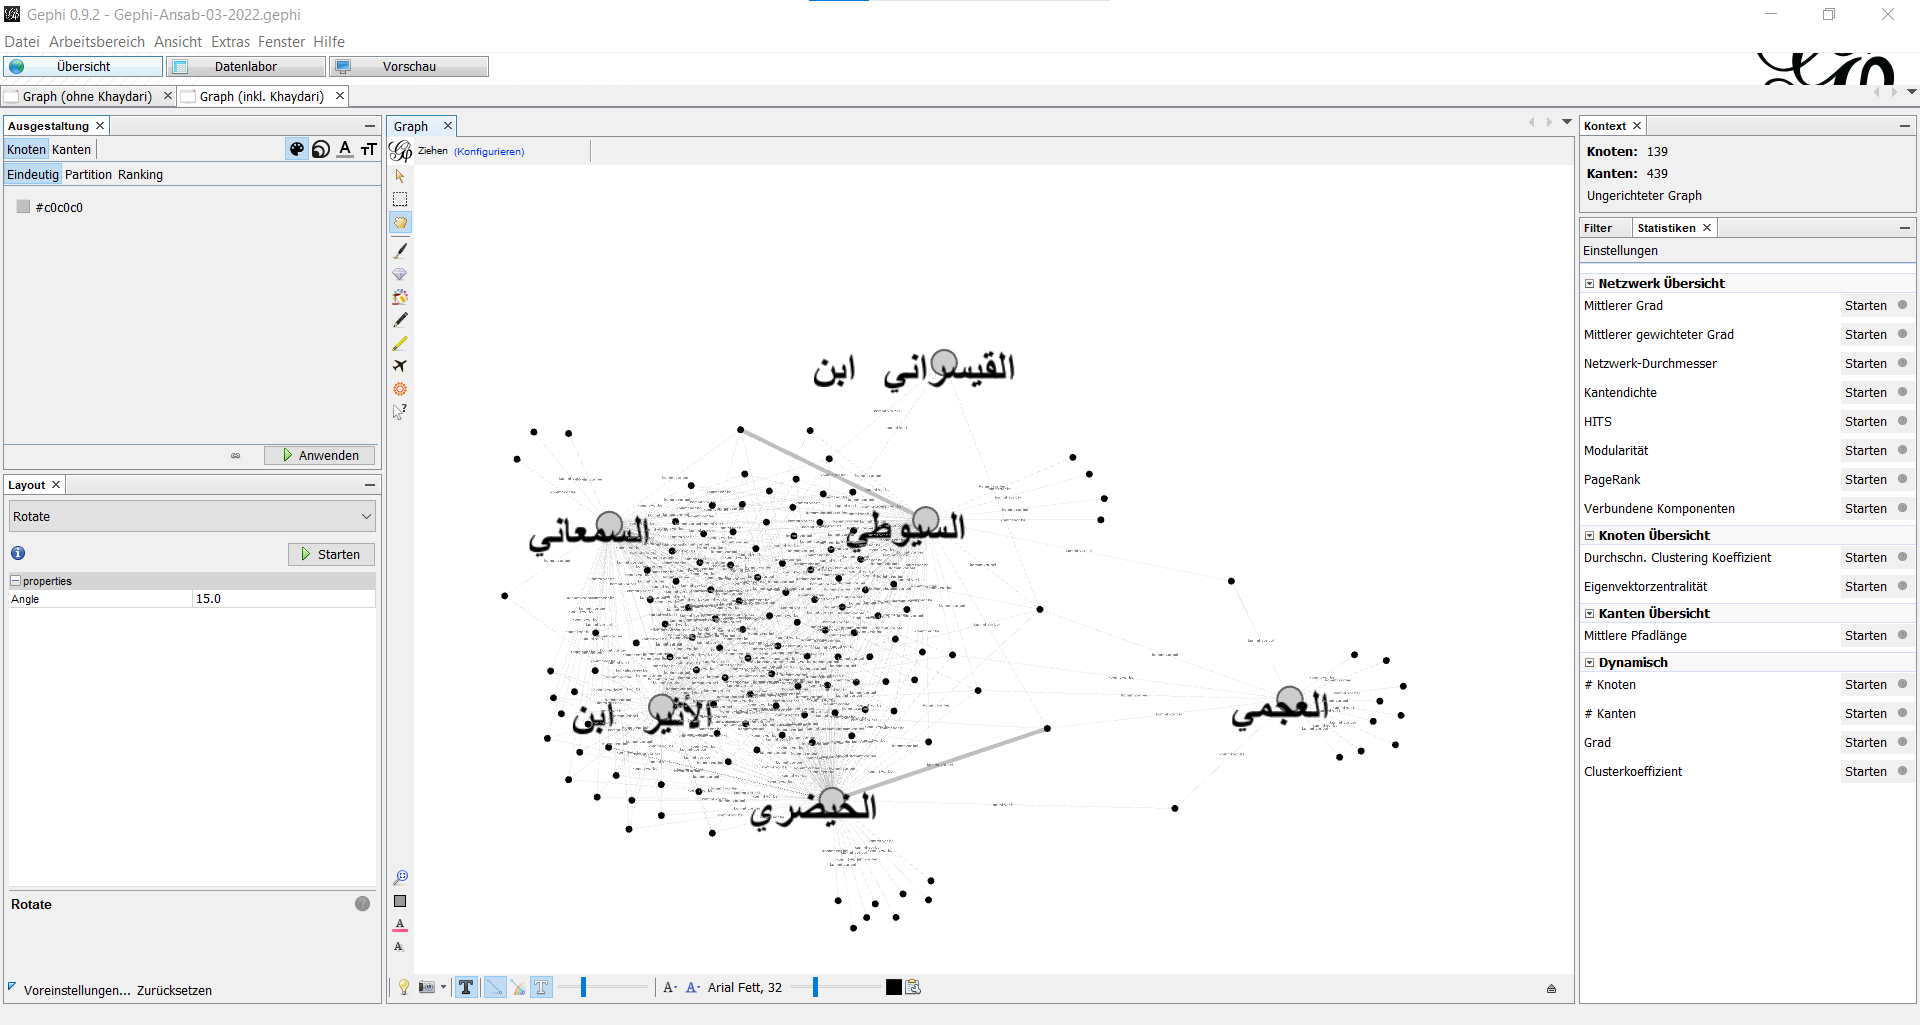 Gephi 0.9.2 - Gephi-Ansab-03-2022.gephi
Datei Arbeitsbereich Ansicht Extras Fenster Hilfe
Übersicht Datenlabor Vorschau
Graph (ohne Khaydari) Graph (inkl. Khaydari)
Ausgestaltung
Knoten Kanten
Eindeutig Partition Ranking
#c0c0c0
Anwenden
Layout
Rotate
Starten
properties
Angle 15.0
Rotate
Voreinstellungen... Zurücksetzen
Graph
Ziehen (Konfigurieren)
القيسراني ابن
السمعاني
السيوطي
الأثير ابن
العجمي
الخيضري
Arial Fett, 32
Kontext
Knoten: 139
Kanten: 439
Ungerichteter Graph
Filter Statistiken
Einstellungen
Netzwerk Übersicht
Mittlerer Grad Starten
Mittlerer gewichteter Grad Starten
Netzwerk-Durchmesser Starten
Kantendichte Starten
HITS Starten
Modularität Starten
PageRank Starten
Verbundene Komponenten Starten
Knoten Übersicht
Durchschn. Clustering Koeffizient Starten
Eigenvektorzentralität Starten
Kanten Übersicht
Mittlere Pfadlänge Starten
Dynamisch
# Knoten Starten
# Kanten Starten
Grad Starten
Clusterkoeffizient Starten